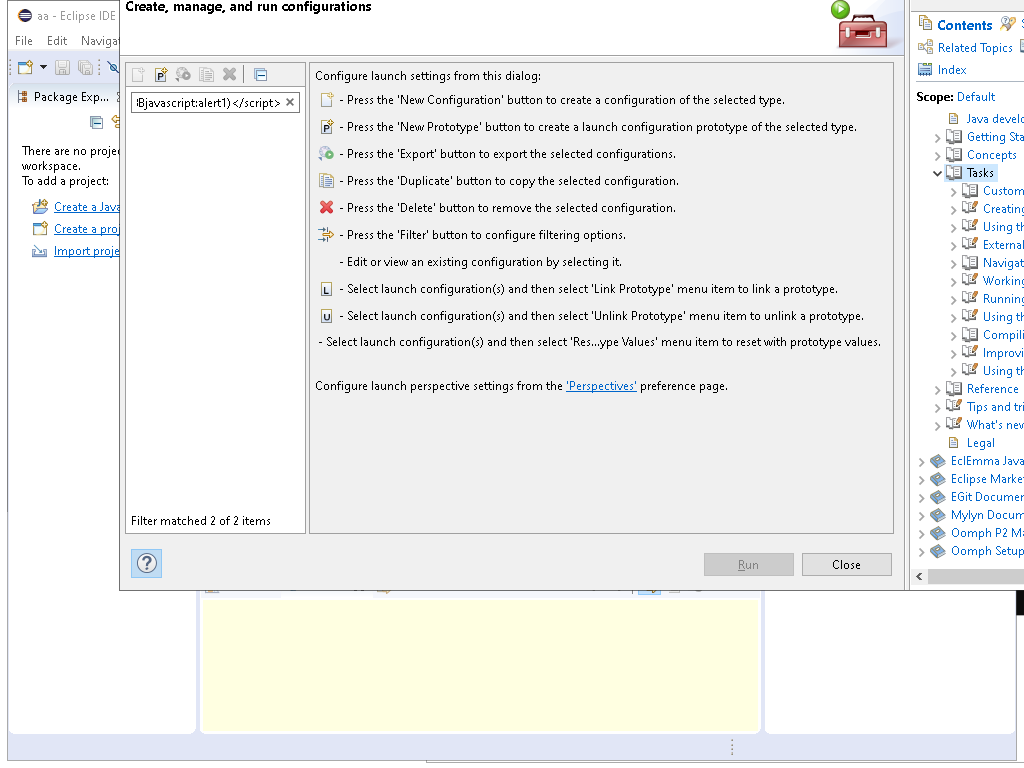 Create, manage, and run configurations
aa - Eclipse IDE
File Edit Naviga
Package Exp...
There are no proje
workspace.
To add a project:
Create a Java
Create a proj
Import proje
3javascript:alert1)</script>
Filter matched 2 of 2 items
Configure launch settings from this dialog:
- Press the 'New Configuration' button to create a configuration of the selected type.
P - Press the 'New Prototype' button to create a launch configuration prototype of the selected type.
- Press the 'Export' button to export the selected configurations.
- Press the 'Duplicate' button to copy the selected configuration.
- Press the 'Delete' button to remove the selected configuration.
- Press the 'Filter' button to configure filtering options.
- Edit or view an existing configuration by selecting it.
L - Select launch configuration(s) and then select 'Link Prototype' menu item to link a prototype.
U - Select launch configuration(s) and then select 'Unlink Prototype' menu item to unlink a prototype.
- Select launch configuration(s) and then select 'Res...ype Values' menu item to reset with prototype values.
Configure launch perspective settings from the 'Perspectives' preference page.
? Run Close
Contents
Related Topics
Index
Scope: Default
Java develo
Getting Sta
Concepts
Tasks
Custom
Creating
Using th
External
Navigat
Working
Running
Using th
Compili
Improvi
Using th
Reference
Tips and tri
What's new
Legal
EclEmma Java
Eclipse Marke
EGit Documer
Mylyn Docum
Oomph P2 Ma
Oomph Setup